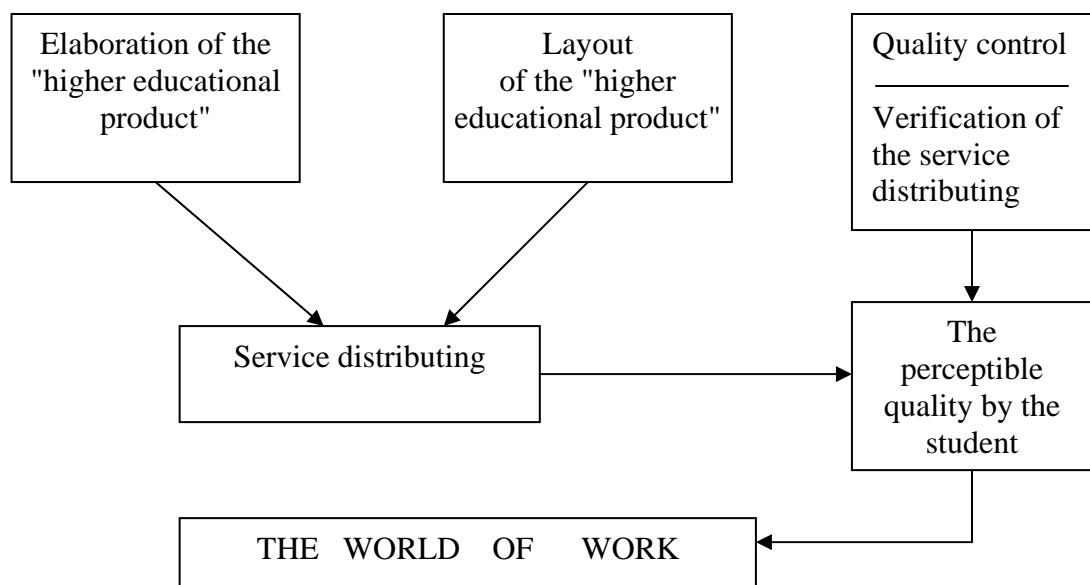 Elaboration of the
"higher educational
product"
Layout
of the "higher
educational product"
Quality control
Verification of
the service
distributing
Service distributing
The
perceptible
quality by the
student
THE WORLD OF WORK